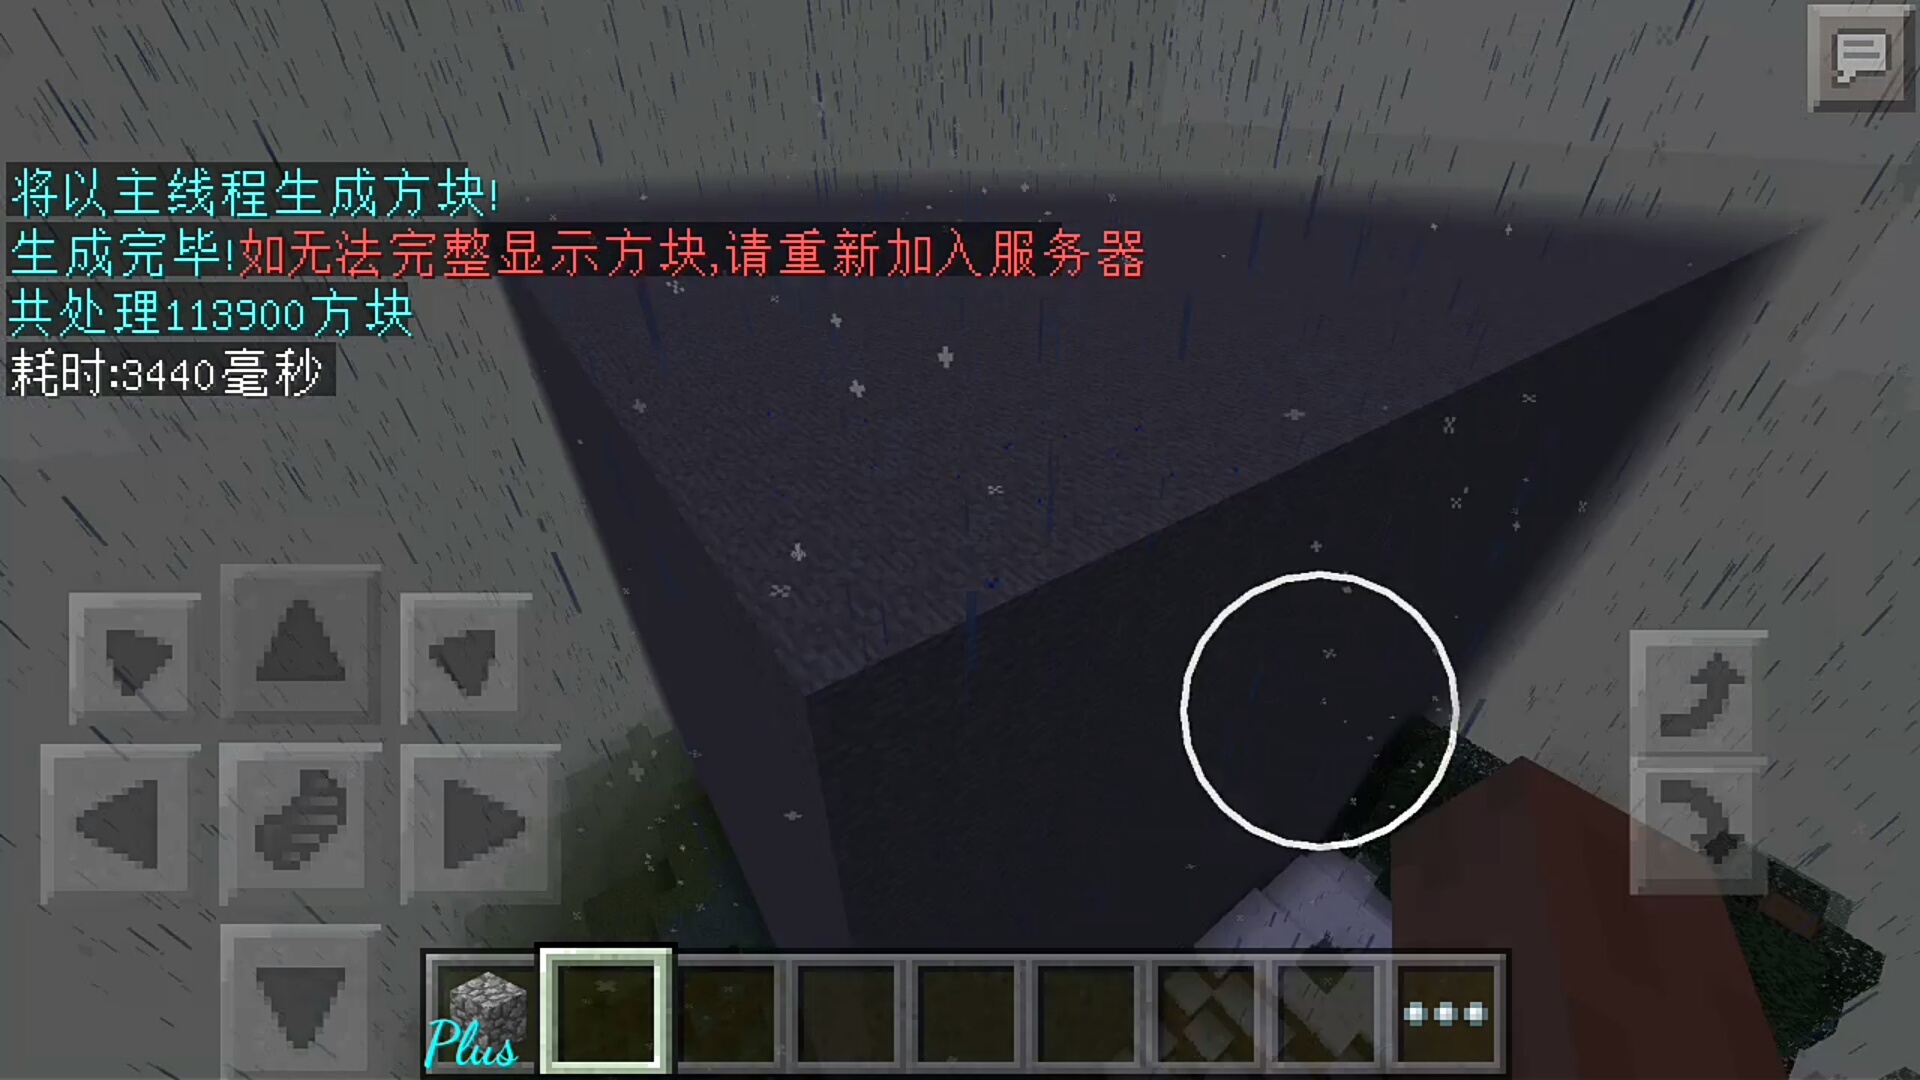 将以主线程生成方块!
生成完毕!如无法完整显示方块,请重新加入服务器
共处理113900方块
耗时:3440毫秒
Plus